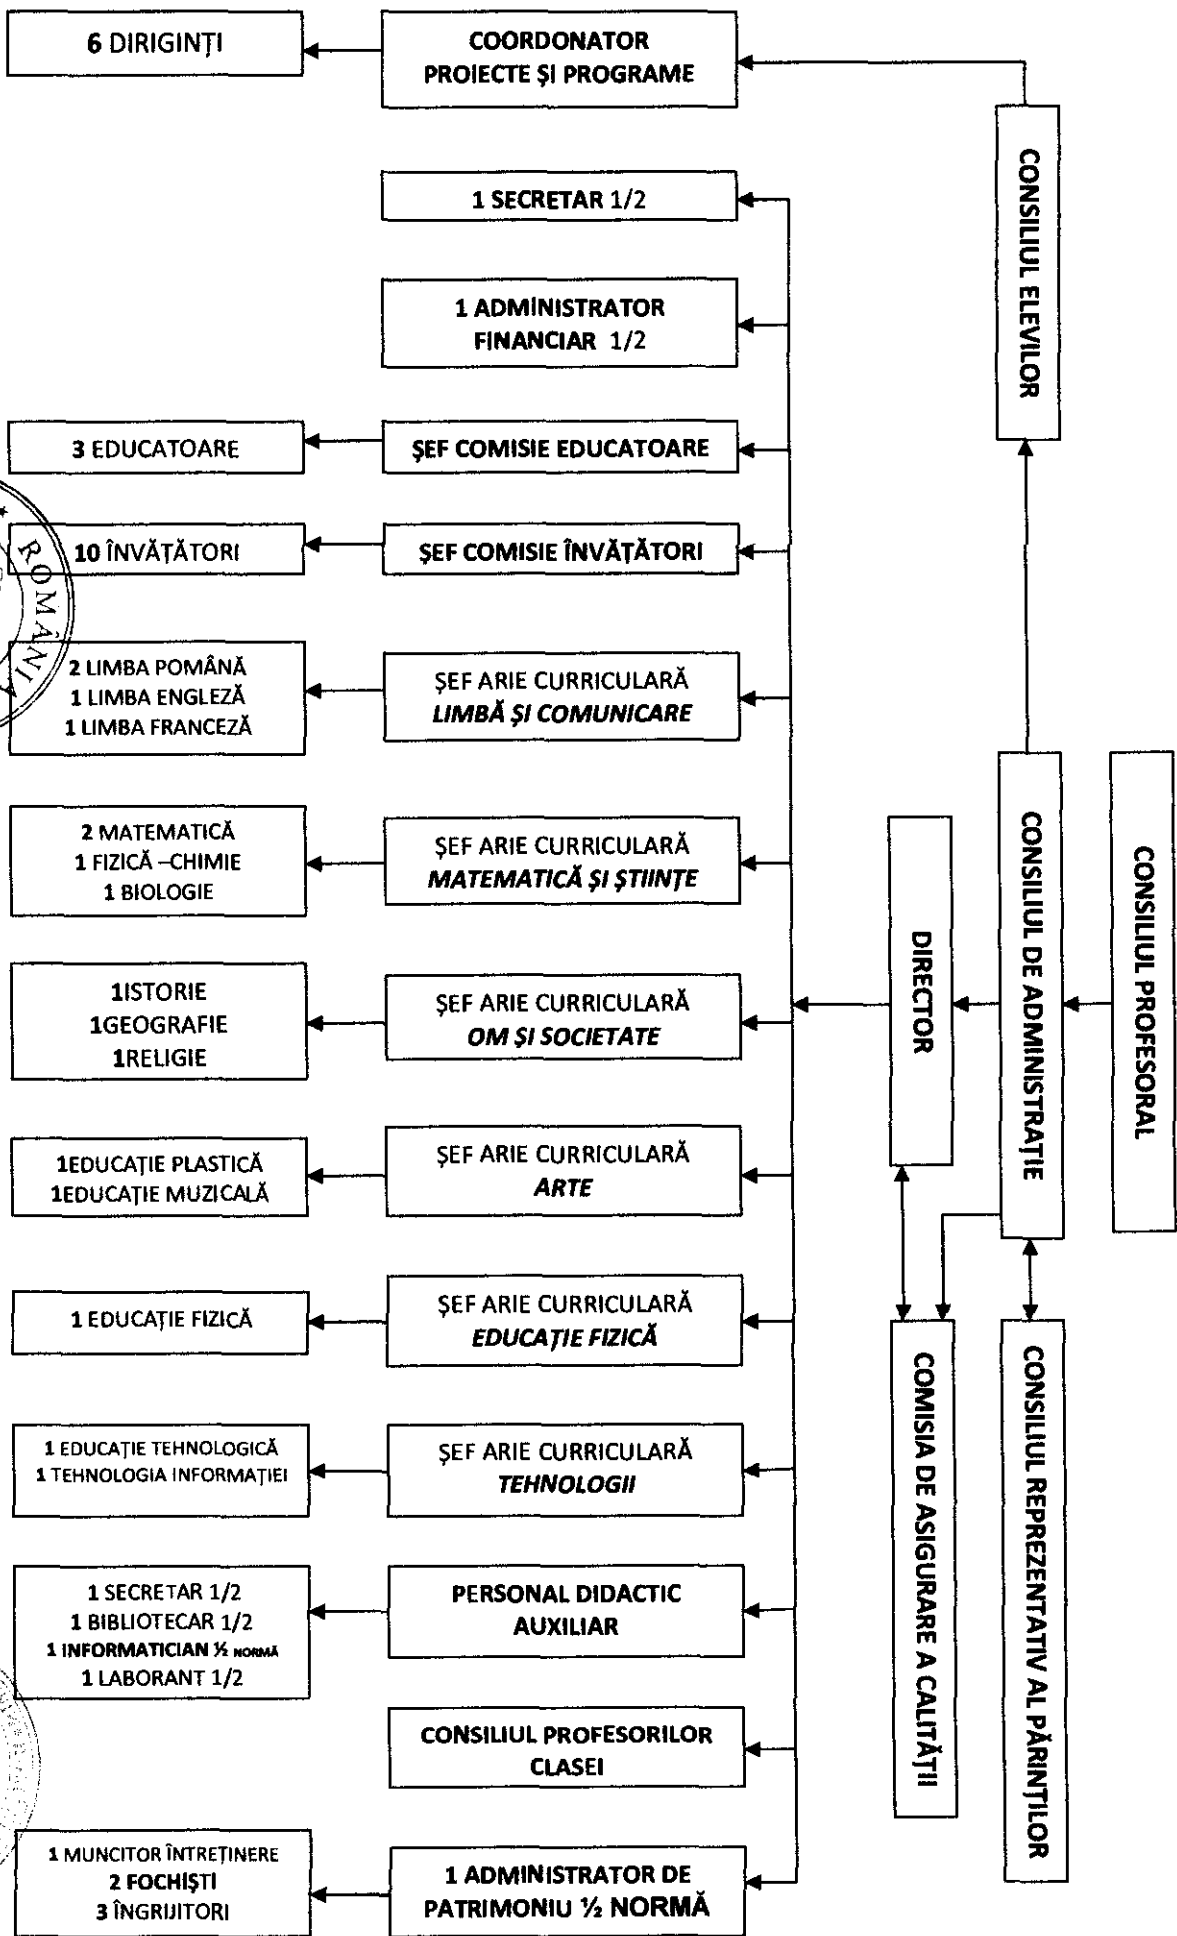 6 DIRIGINȚI
COORDONATOR
PROIECTE ȘI PROGRAME
CONSILIUL ELEVILOR
1 SECRETAR 1/2
1 ADMINISTRATOR
FINANCIAR 1/2
3 EDUCATOARE
ȘEF COMISIE EDUCATOARE
10 ÎNVĂȚĂTORI
ȘEF COMISIE ÎNVĂȚĂTORI
ROMÂNIA
2 LIMBA POMÂNĂ
1 LIMBA ENGLEZĂ
1 LIMBA FRANCEZĂ
ȘEF ARIE CURRICULARĂ
LIMBĂ ȘI COMUNICARE
2 MATEMATICĂ
1 FIZICĂ –CHIMIE
1 BIOLOGIE
ȘEF ARIE CURRICULARĂ
MATEMATICĂ ȘI ȘTIINȚE
DIRECTOR
CONSILIUL DE ADMINISTRAȚIE
CONSILIUL PROFESORAL
1ISTORIE
1GEOGRAFIE
1RELIGIE
ȘEF ARIE CURRICULARĂ
OM ȘI SOCIETATE
1EDUCAȚIE PLASTICĂ
1EDUCAȚIE MUZICALĂ
ȘEF ARIE CURRICULARĂ
ARTE
1 EDUCAȚIE FIZICĂ
ȘEF ARIE CURRICULARĂ
EDUCAȚIE FIZICĂ
COMISIA DE ASIGURARE A CALITĂȚII
CONSILIUL REPREZENTATIV AL PĂRINȚILOR
1 EDUCAȚIE TEHNOLOGICĂ
1 TEHNOLOGIA INFORMAȚIEI
ȘEF ARIE CURRICULARĂ
TEHNOLOGII
1 SECRETAR 1/2
1 BIBLIOTECAR 1/2
1 INFORMATICIAN ½ NORMĂ
1 LABORANT 1/2
PERSONAL DIDACTIC
AUXILIAR
CONSILIUL PROFESORILOR
CLASEI
1 MUNCITOR ÎNTREȚINERE
2 FOCHIȘTI
3 ÎNGRIJITORI
1 ADMINISTRATOR DE
PATRIMONIU ½ NORMĂ